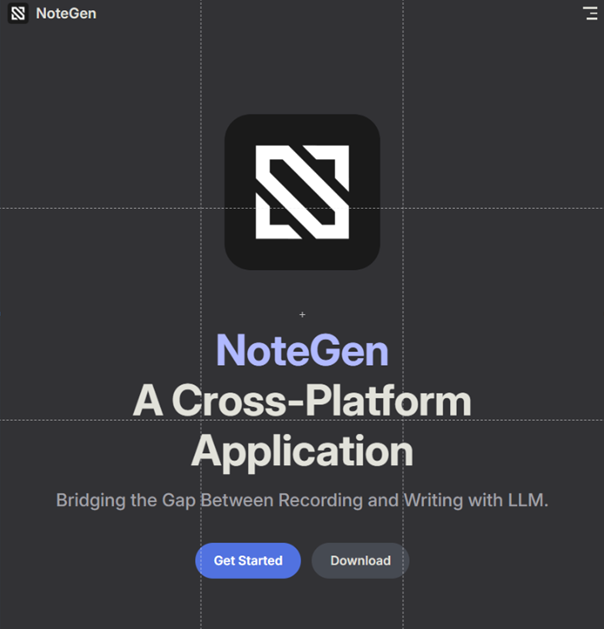 NoteGen
NoteGen
A Cross-Platform
Application
Bridging the Gap Between Recording and Writing with LLM.
Get Started
Download